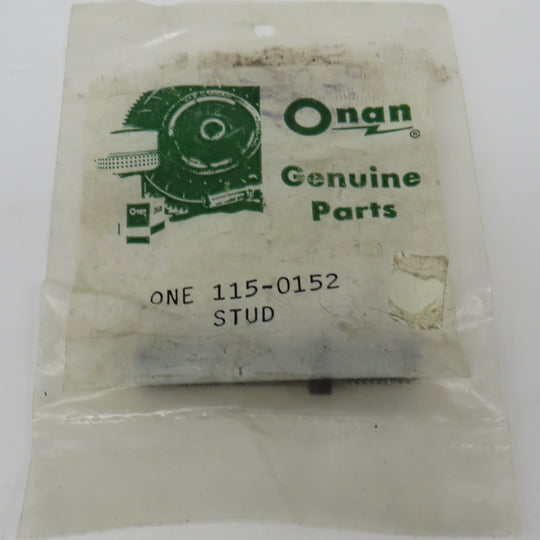 Onan®
Genuine
Parts
ONE 115-0152
STUD